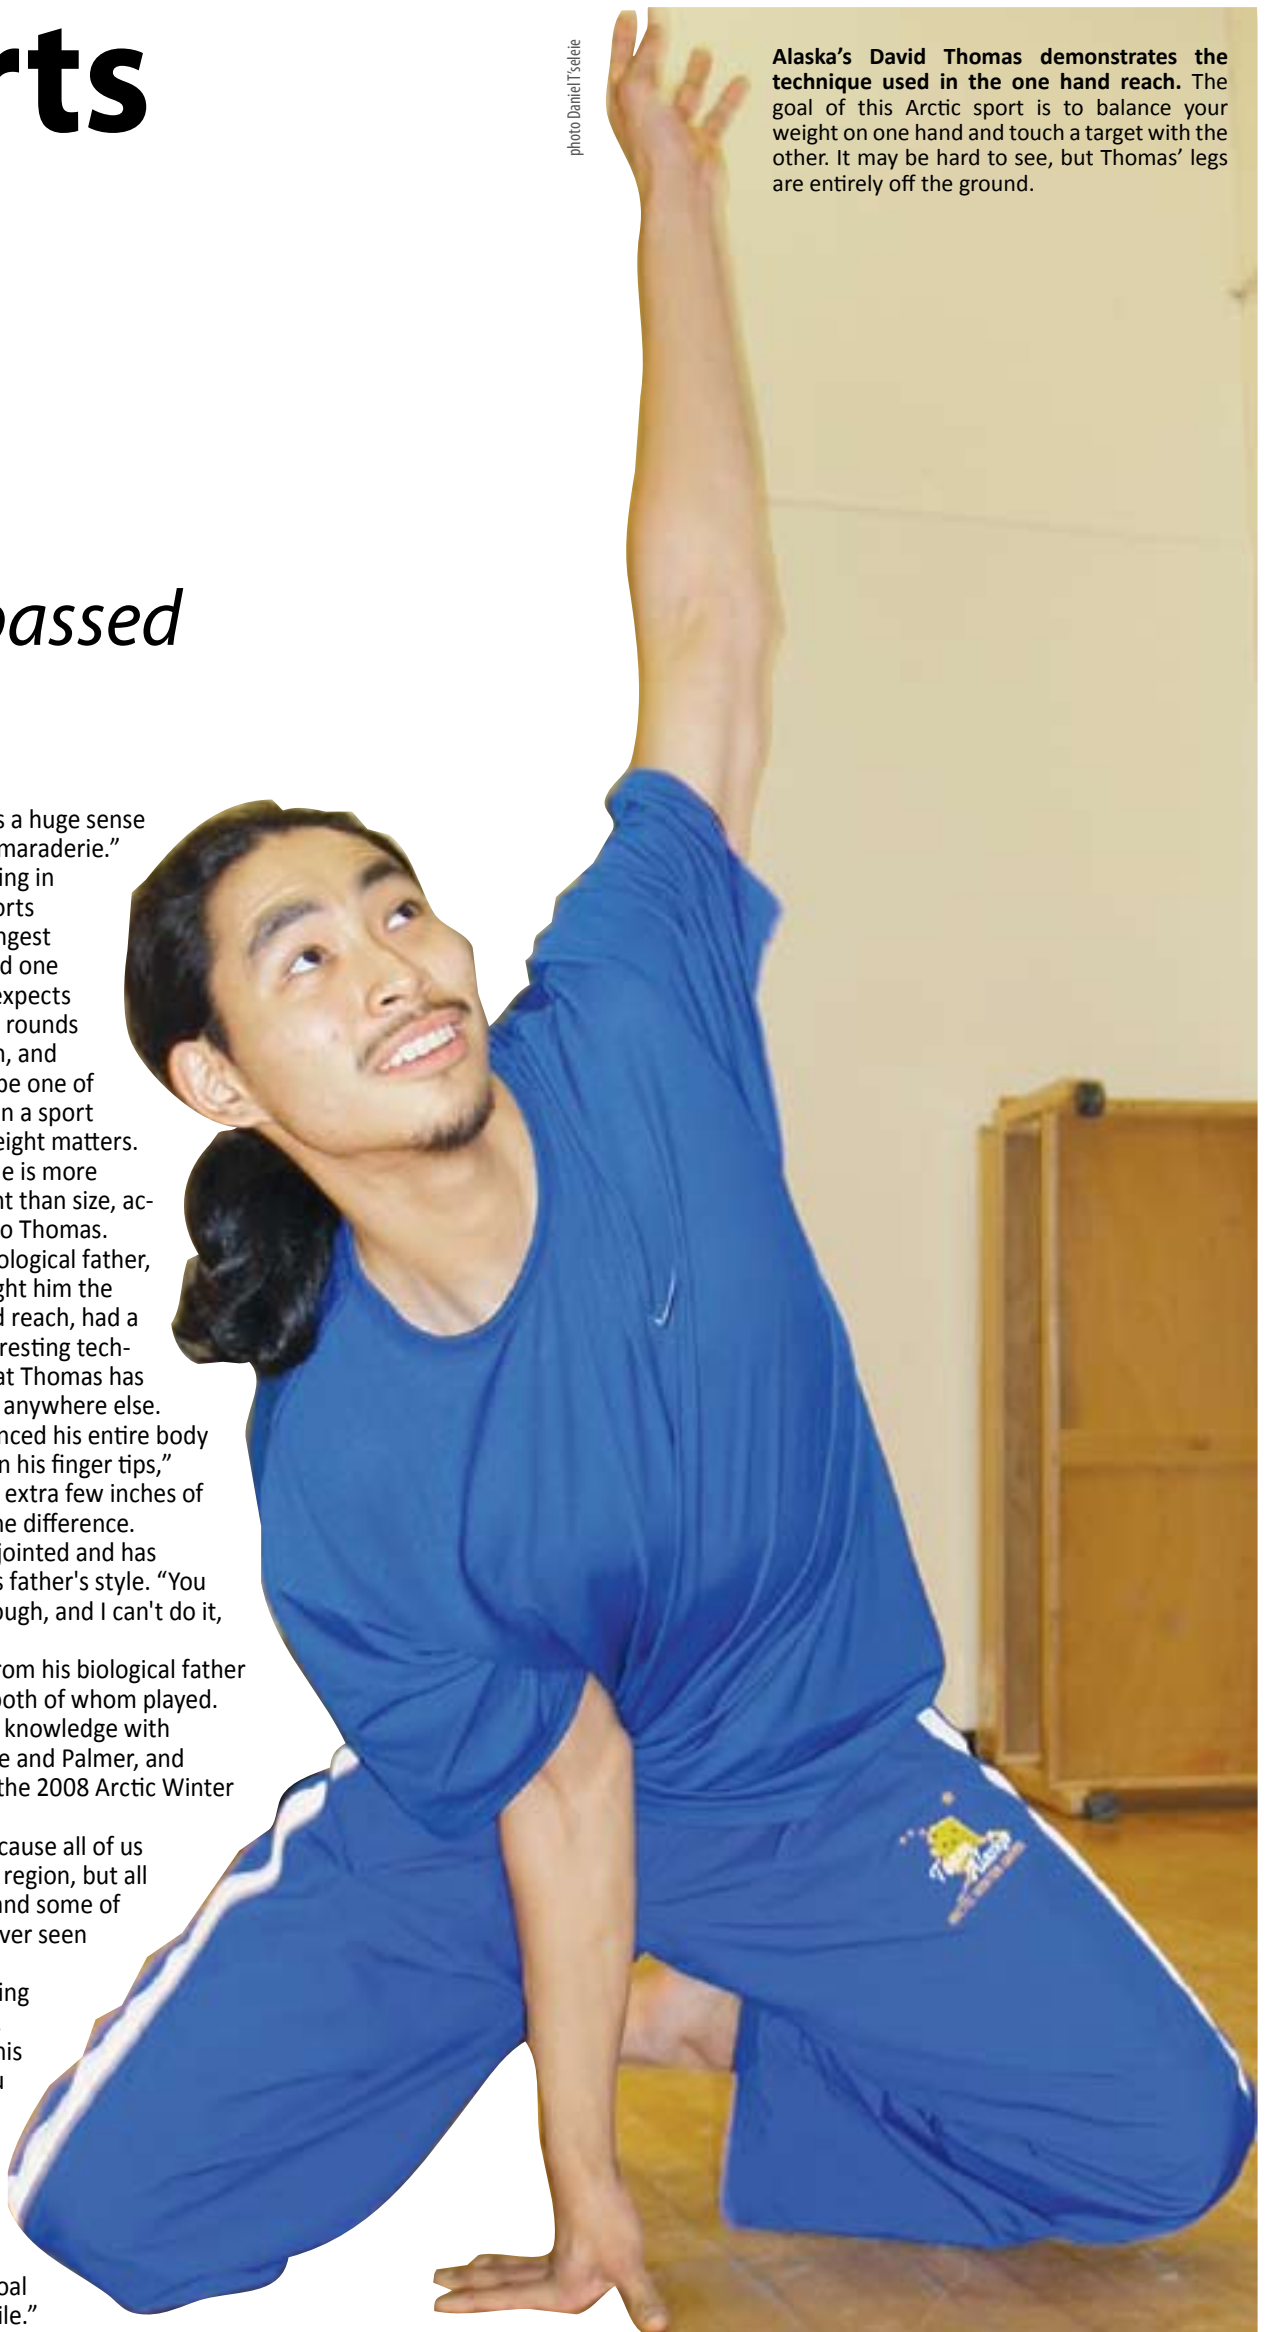 rts
photo Daniel T'seleie
Alaska's David Thomas demonstrates the
technique used in the one hand reach. The
goal of this Arctic sport is to balance your
weight on one hand and touch a target with the
other. It may be hard to see, but Thomas' legs
are entirely off the ground.
passed
s a huge sense
maraderie."
ing in
orts
ngest
d one
expects
rounds
n, and
be one of
n a sport
eight matters.
e is more
nt than size, ac-
o Thomas.
ological father,
ght him the
d reach, had a
resting tech-
at Thomas has
anywhere else.
nced his entire body
n his finger tips,"
extra few inches of
ne difference.
jointed and has
s father's style. "You
ough, and I can't do it,
rom his biological father
both of whom played.
knowledge with
e and Palmer, and
the 2008 Arctic Winter
cause all of us
region, but all
and some of
ver seen
ing
his
u
oal
ile."
Team Alaska
ARCTIC WINTER GAMES